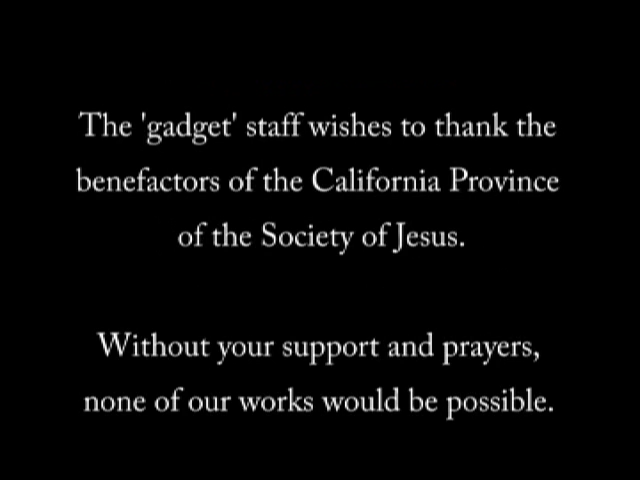 The 'gadget' staff wishes to thank the
benefactors of the California Province
of the Society of Jesus.
Without your support and prayers,
none of our works would be possible.